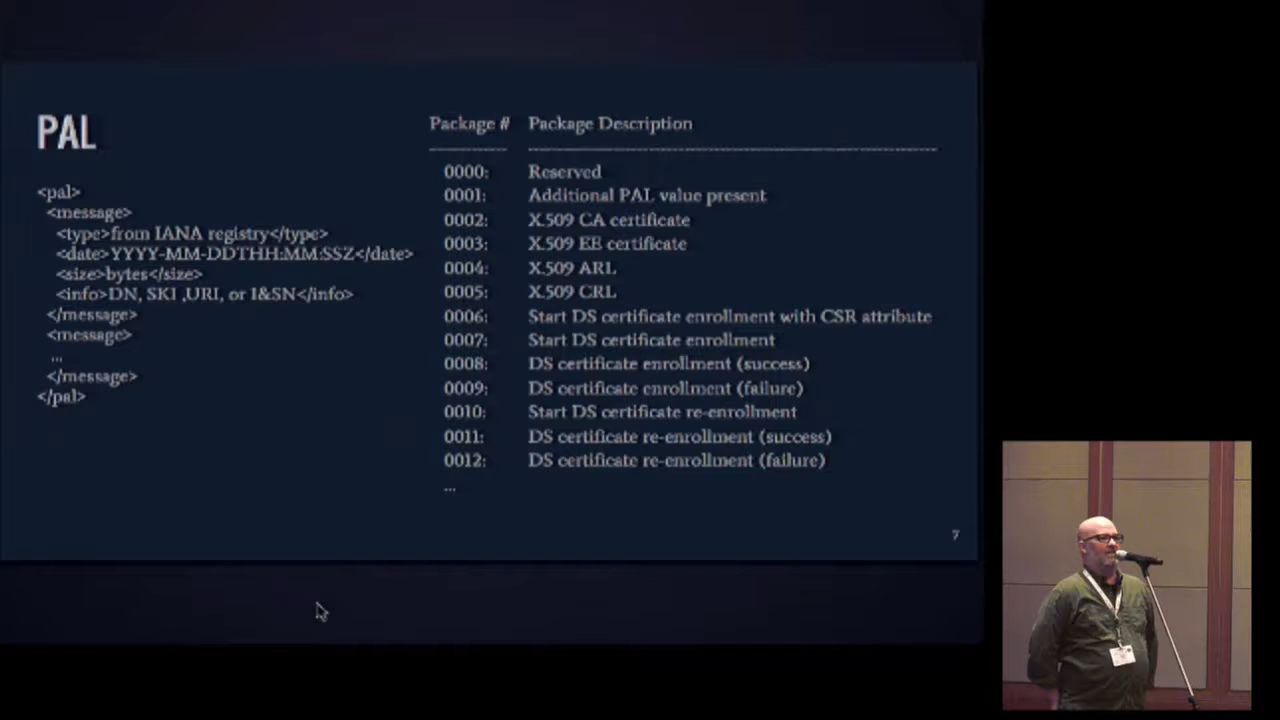 PAL
<pal>
<message>
<type>from IANA registry</type>
<date>YYYY-MM-DDTHH:MM:SSZ</date>
<size>bytes</size>
<info>DN, SKI ,URI, or I&SN</info>
</message>
<message>
...
</message>
</pal>
Package # Package Description
---------------- ------------------------------------------------------------------------------------
0000: Reserved
0001: Additional PAL value present
0002: X.509 CA certificate
0003: X.509 EE certificate
0004: X.509 ARL
0005: X.509 CRL
0006: Start DS certificate enrollment with CSR attribute
0007: Start DS certificate enrollment
0008: DS certificate enrollment (success)
0009: DS certificate enrollment (failure)
0010: Start DS certificate re-enrollment
0011: DS certificate re-enrollment (success)
0012: DS certificate re-enrollment (failure)
...
7